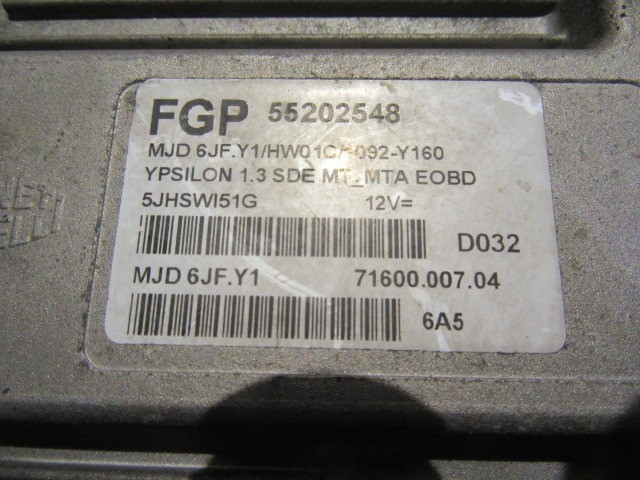 FGP 55202548
MJD 6JF.Y1/HW01C/ 092-Y160
YPSILON 1.3 SDE MT_MTA EOBD
5JHSWI51G 12V=
D032
MJD 6JF.Y1 71600.007.04
6A5